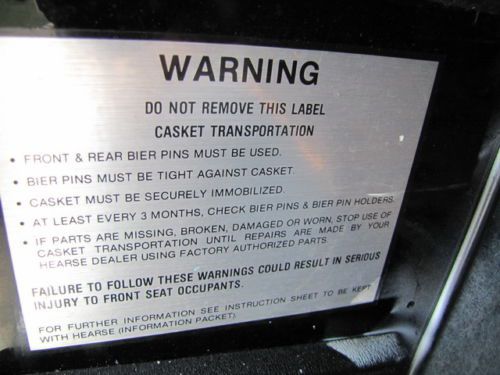 WARNING
DO NOT REMOVE THIS LABEL
CASKET TRANSPORTATION
• FRONT & REAR BIER PINS MUST BE USED.
• BIER PINS MUST BE TIGHT AGAINST CASKET.
• CASKET MUST BE SECURELY IMMOBILIZED.
• AT LEAST EVERY 3 MONTHS, CHECK BIER PINS & BIER PIN HOLDERS.
• IF PARTS ARE MISSING, BROKEN, DAMAGED OR WORN, STOP USE OF
CASKET TRANSPORTATION UNTIL REPAIRS ARE MADE BY YOUR
HEARSE DEALER USING FACTORY AUTHORIZED PARTS.
FAILURE TO FOLLOW THESE WARNINGS COULD RESULT IN SERIOUS
INJURY TO FRONT SEAT OCCUPANTS.
FOR FURTHER INFORMATION SEE INSTRUCTION SHEET TO BE KEPT
WITH HEARSE (INFORMATION PACKET).